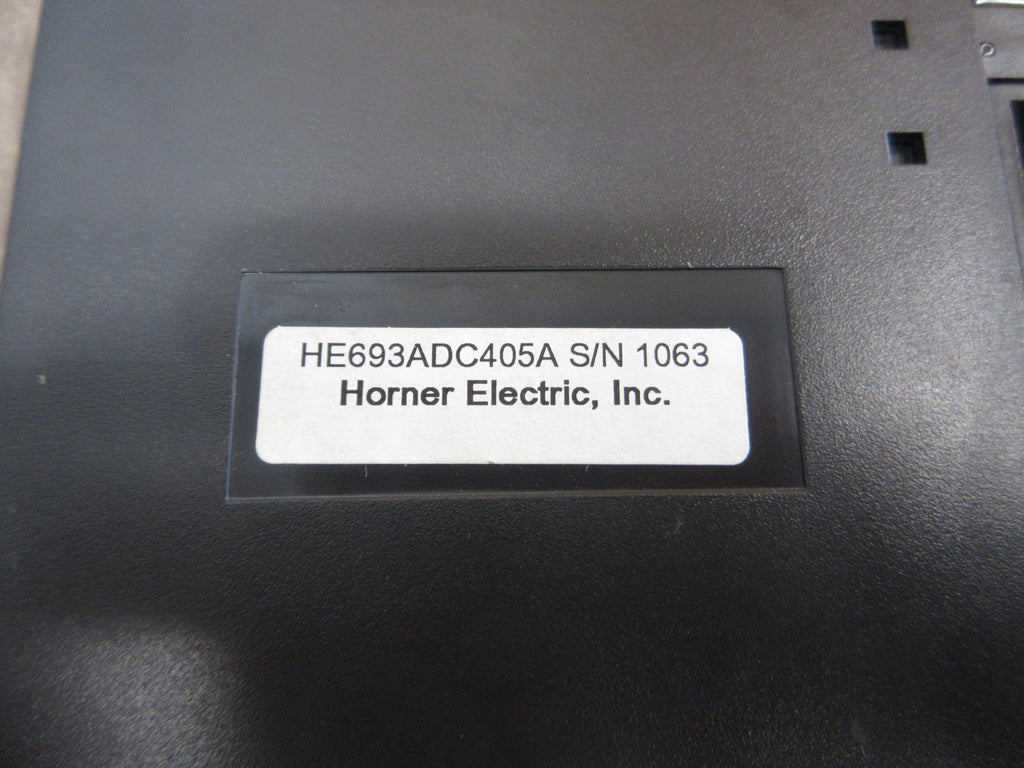 HE693ADC405A S/N 1063
Horner Electric, Inc.